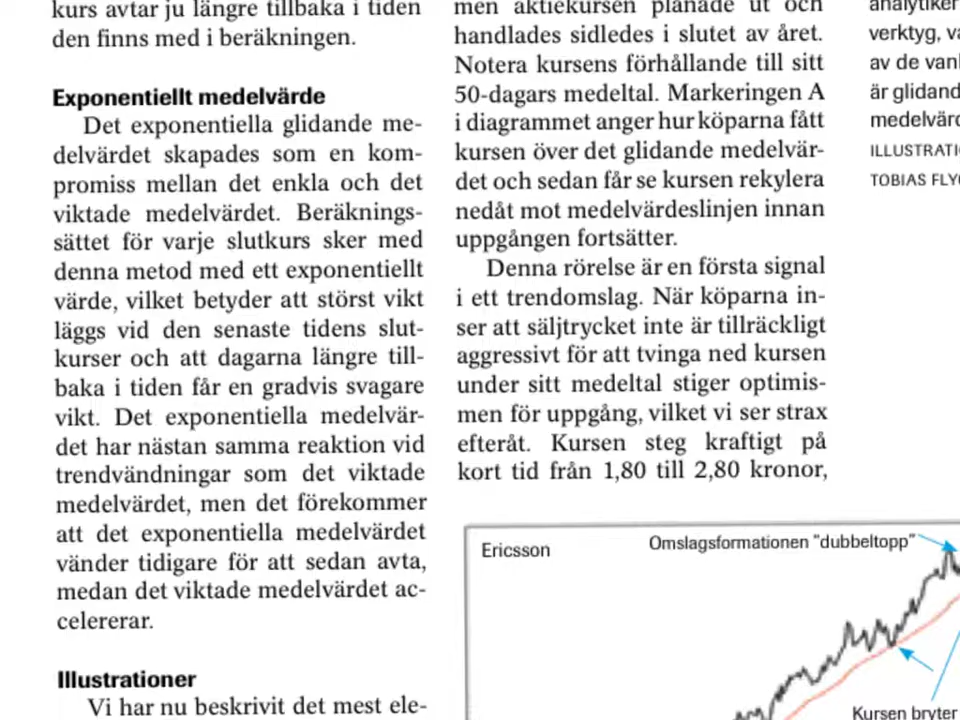 kurs avtar ju längre tillbaka i tiden
den finns med i beräkningen.
Exponentiellt medelvärde
Det exponentiella glidande me-
delvärdet skapades som en kom-
promiss mellan det enkla och det
viktade medelvärdet. Beräknings-
sättet för varje slutkurs sker med
denna metod med ett exponentiellt
värde, vilket betyder att störst vikt
läggs vid den senaste tidens slut-
kurser och att dagarna längre till-
baka i tiden får en gradvis svagare
vikt. Det exponentiella medelvär-
det har nästan samma reaktion vid
trendvändningar som det viktade
medelvärdet, men det förekommer
att det exponentiella medelvärdet
vänder tidigare för att sedan avta,
medan det viktade medelvärdet ac-
celererar.
Illustrationer
Vi har nu beskrivit det mest ele-
men aktiekursen planade ut och
handlades sidledes i slutet av året.
Notera kursens förhållande till sitt
50-dagars medeltal. Markeringen A
i diagrammet anger hur köparna fått
kursen över det glidande medelvär-
det och sedan får se kursen rekylera
nedåt mot medelvärdeslinjen innan
uppgången fortsätter.
Denna rörelse är en första signal
i ett trendomslag. När köparna in-
ser att säljtrycket inte är tillräckligt
aggressivt för att tvinga ned kursen
under sitt medeltal stiger optimis-
men för uppgång, vilket vi ser strax
efteråt. Kursen steg kraftigt på
kort tid från 1,80 till 2,80 kronor,
analytiker
verktyg,
av de
är
TOBIAS
Ericsson
Omslagsformationen "dubbeltopp"
Kursen bryter